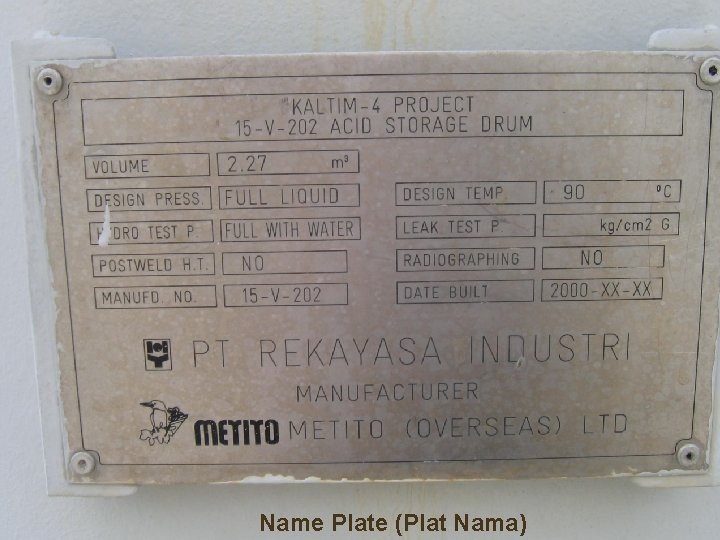 KALTIM-4 PROJECT
15-V-202 ACID STORAGE DRUM
VOLUME 2.27 m³
DESIGN PRESS. FULL LIQUID DESIGN TEMP. 90 °C
HYDRO TEST P. FULL WITH WATER LEAK TEST P. kg/cm2 G
POSTWELD H.T. NO RADIOGRAPHING NO
MANUFD. NO. 15-V-202 DATE BUILT 2000-XX-XX
PT REKAYASA INDUSTRI
MANUFACTURER
METITO METITO (OVERSEAS) LTD
Name Plate (Plat Nama)